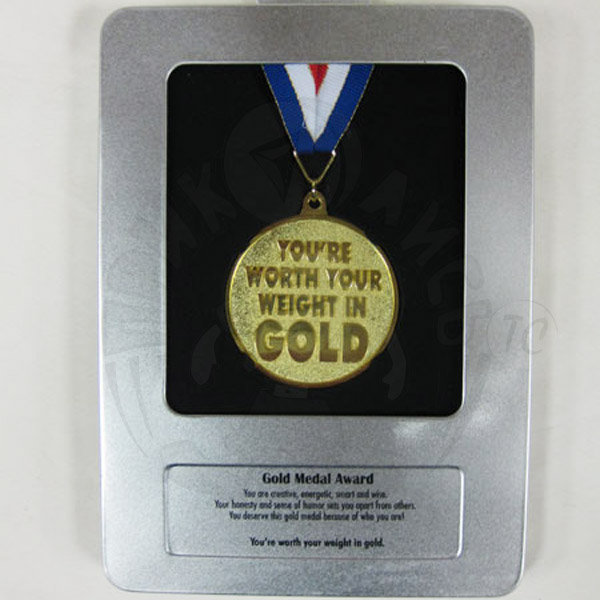 YOU'RE
WORTH YOUR
WEIGHT IN
GOLD
Gold Medal Award
You are creative, energetic, smart and wise.
Your honesty and sense of humor sets you apart from others.
You deserve this gold medal because of who you are!
You're worth your weight in gold.